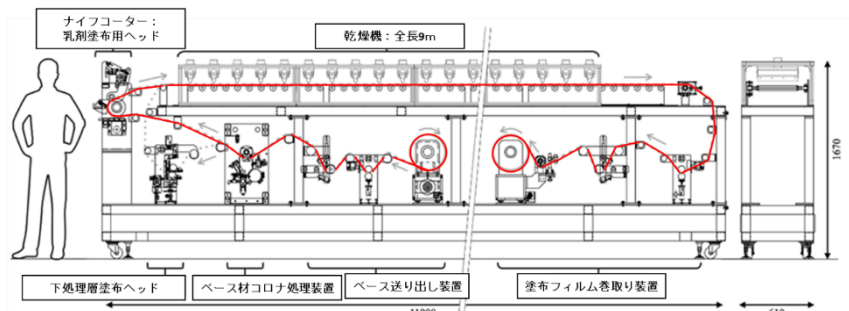 ナイフコーター：
乳剤塗布用ヘッド
乾燥機：全長9m
1670
下処理層塗布ヘッド
ベース材コロナ処理装置
ベース送り出し装置
塗布フィルム巻取り装置